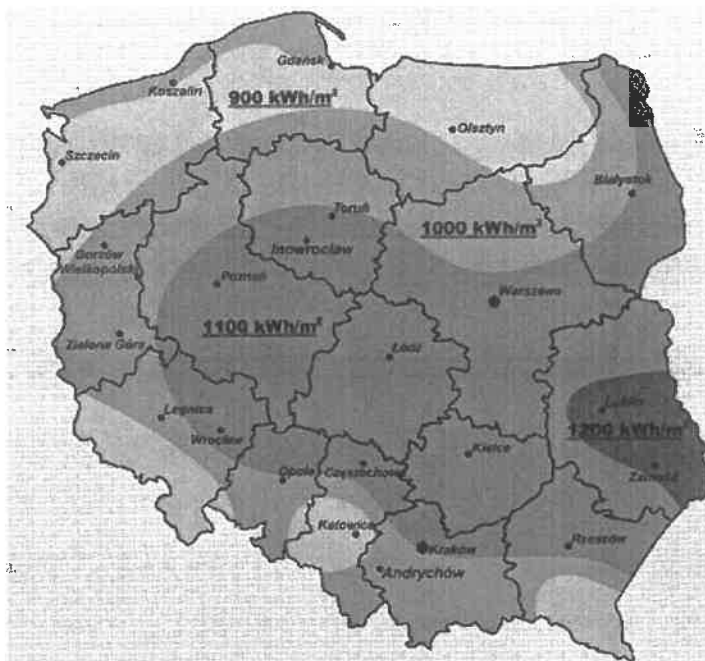 Gdańsk
Koszalin
900 kWh/m²
Olsztyn
Szczecin
Białystok
Toruń
1000 kWh/m²
Inowrocław
Gorzów
Wielkopolski
Poznań
Warszawa
1100 kWh/m²
Zielona Góra
Łódź
Legnica
Lublin
Wrocław
1200 kWh/m²
Kielce
Opole
Częstochowa
Zamość
Katowice
Kraków
Rzeszów
Andrychów